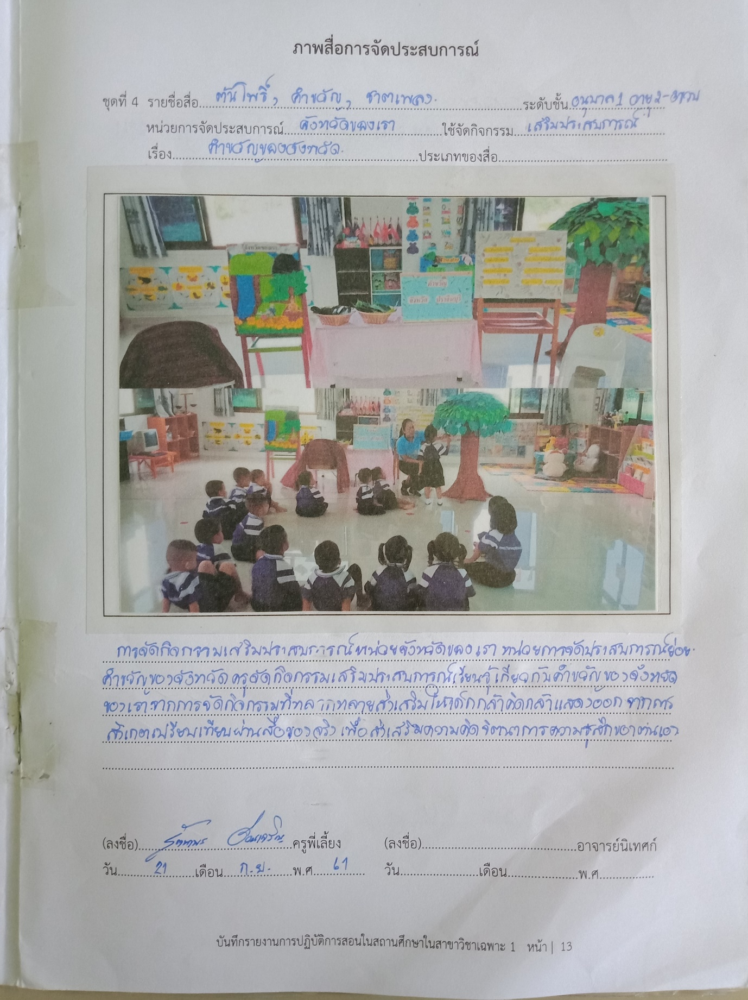 ภาพสื่อการจัดประสบการณ์
ชุดที่ 4 รายชื่อสื่อ ต้นโพธิ์, คำขวัญ, ชาตเพลง. ระดับชั้น อนุบาล 1 อายุ 2-3ขวบ
หน่วยการจัดประสบการณ์ จังหวัดของเรา ใช้จัดกิจกรรม เสริมประสบการณ์
เรื่อง คำขวัญของจังหวัด. ประเภทของสื่อ
จังหวัดของเรา
คำขวัญ
จังหวัด ปราจีนบุรี
การจัดกิจกรรมเสริมประสบการณ์หน่วยจังหวัดของเรา หน่วยการจัดประสบการณ์ย่อย.
คำขวัญของจังหวัด ครูจัดกิจกรรมเสริมประสบการณ์เรียนรู้เกี่ยวกับคำขวัญของจังหวัด
ของเราจากการจัดกิจกรรมที่หลากหลายส่งเสริมให้เด็กกล้าคิดกล้าแสดงออก จากการ
สังเกตเปรียบเทียบผ่านสื่อของจริง เพื่อส่งเสริมความคิด จิตนาการความรู้สึกของตนเอง
(ลงชื่อ) ครูพี่เลี้ยง (ลงชื่อ) อาจารย์นิเทศก์
วัน 21 เดือน ก.ย. พ.ศ 61 วัน เดือน พ.ศ
บันทึกรายงานการปฏิบัติการสอนในสถานศึกษาในสาขาวิชาเฉพาะ 1 หน้า | 13